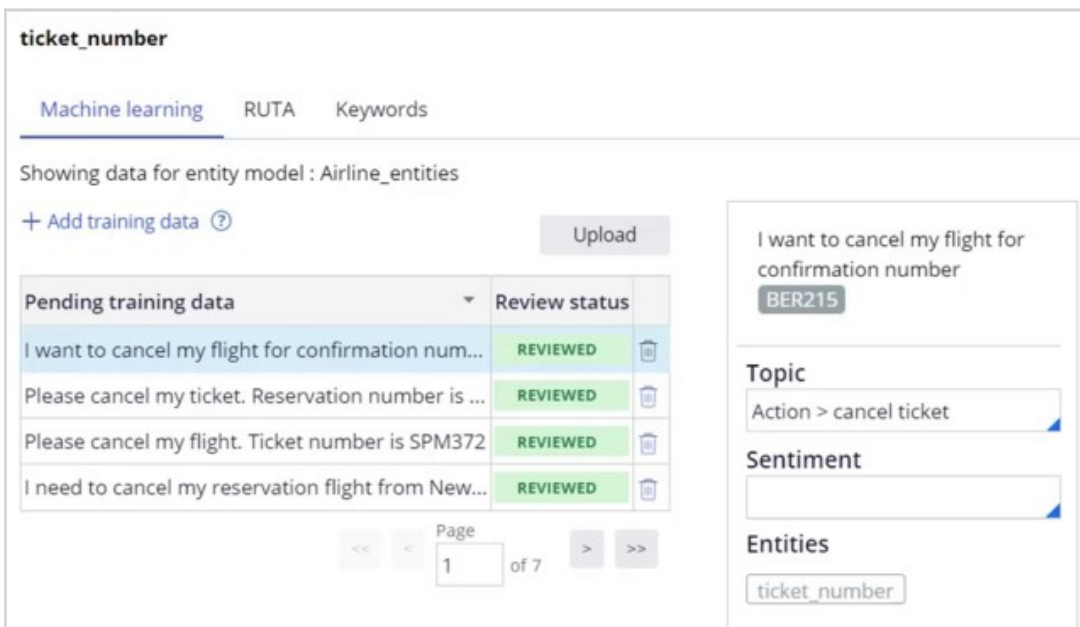 ticket_number
Machine learning RUTA Keywords
Showing data for entity model : Airline_entities
+ Add training data ?
Upload
Pending training data Review status
I want to cancel my flight for confirmation num... REVIEWED
Please cancel my ticket. Reservation number is ... REVIEWED
Please cancel my flight. Ticket number is SPM372 REVIEWED
I need to cancel my reservation flight from New... REVIEWED
<< < Page 1 of 7 > >>
I want to cancel my flight for
confirmation number
BER215
Topic
Action > cancel ticket
Sentiment
Entities
ticket_number